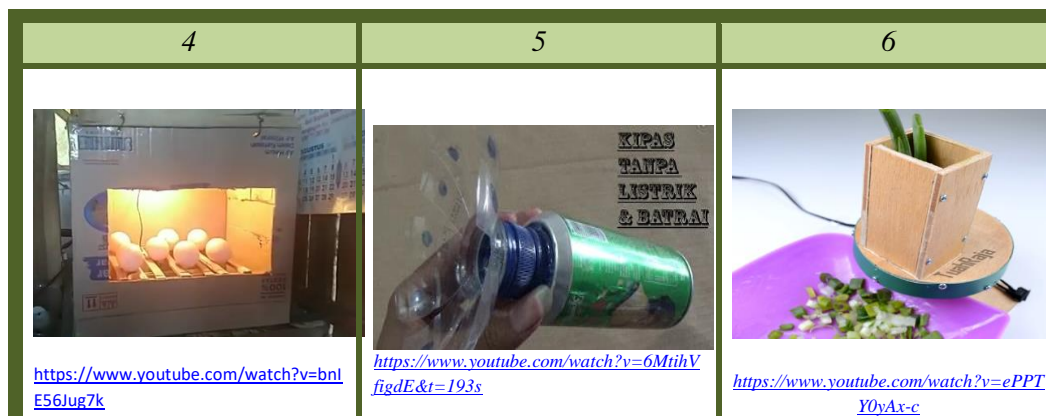 4
5
6
KIPAS
TANPA
LISTRIK
& BATRAI
TuahRaja
https://www.youtube.com/watch?v=bnI
E56Jug7k
https://www.youtube.com/watch?v=6MtihV
figdE&t=193s
https://www.youtube.com/watch?v=ePPT
Y0yAx-c